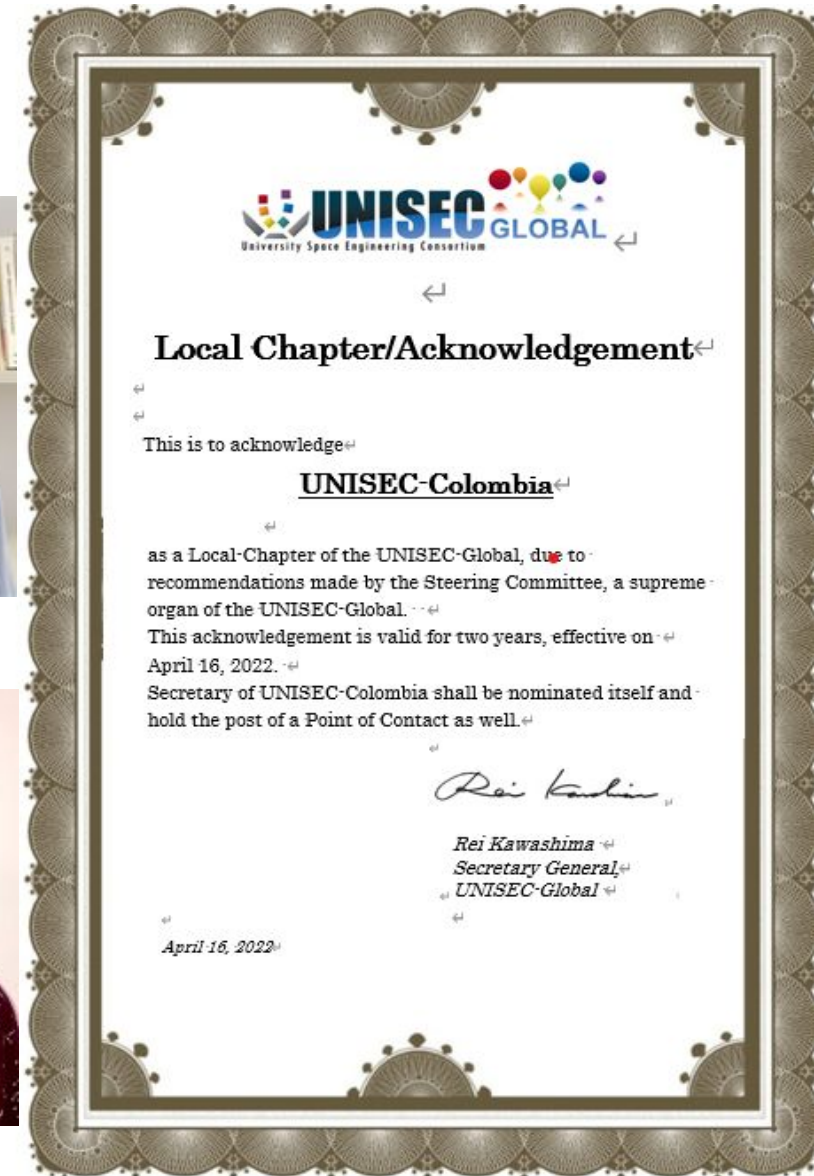 UNISEC
University Space Engineering Consortium
GLOBAL
Local Chapter/Acknowledgement
This is to acknowledge
UNISEC-Colombia
as a Local-Chapter of the UNISEC-Global, due to
recommendations made by the Steering Committee, a supreme
organ of the UNISEC-Global.
This acknowledgement is valid for two years, effective on
April 16, 2022.
Secretary of UNISEC-Colombia shall be nominated itself and
hold the post of a Point of Contact as well.
Rei Kawashima
Secretary General,
UNISEC-Global
April 16, 2022